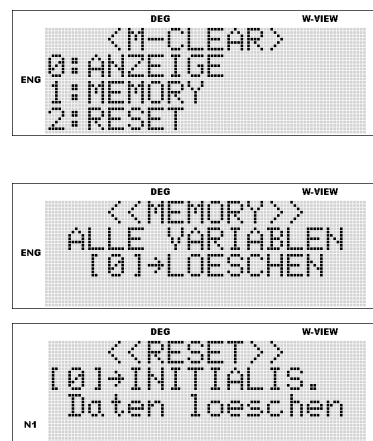 DEG W-VIEW
<M-CLEAR>
0:ANZEIGE
ENG
1:MEMORY
2:RESET
DEG W-VIEW
<<MEMORY>>
ALLE VARIABLEN
ENG
[0]→LOESCHEN
DEG W-VIEW
<<RESET>>
[0]→INITIALIS.
Daten loeschen
N1